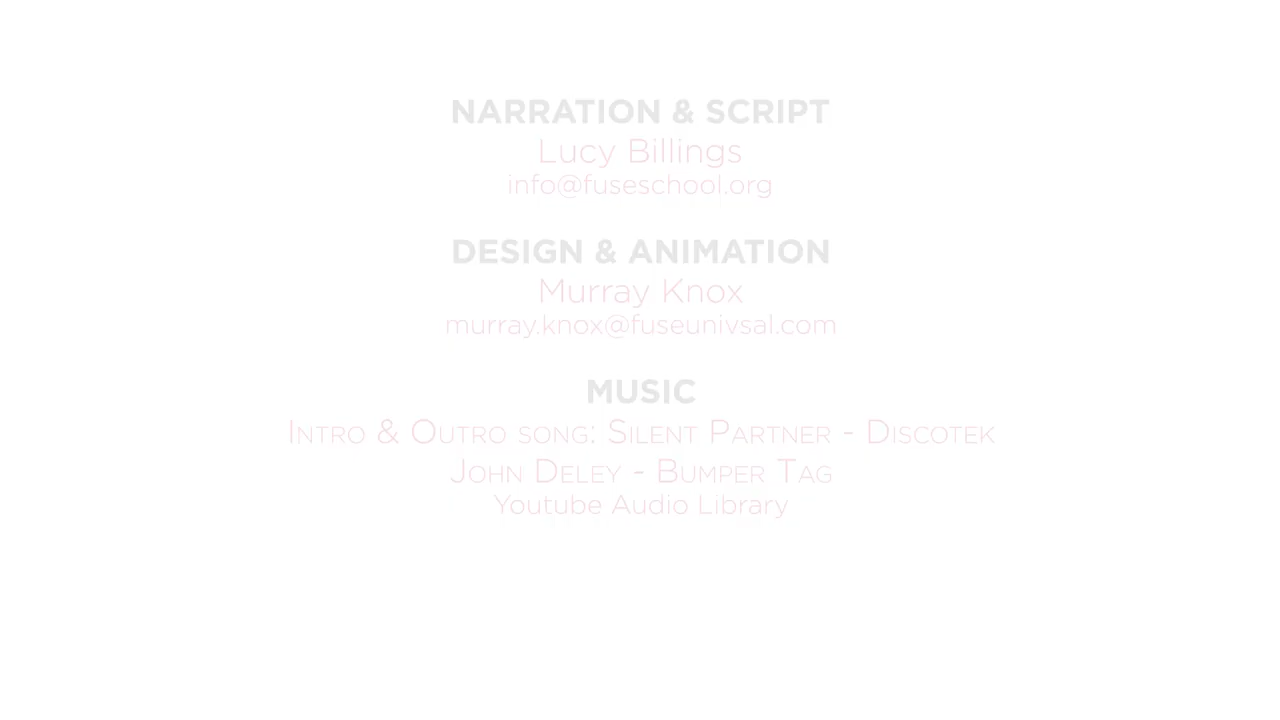 NARRATION & SCRIPT
Lucy Billings
info@fuseschool.org
DESIGN & ANIMATION
Murray Knox
murray.knox@fuseunivsal.com
MUSIC
Intro & Outro song: Silent Partner - Discotek
John Deley - Bumper Tag
Youtube Audio Library